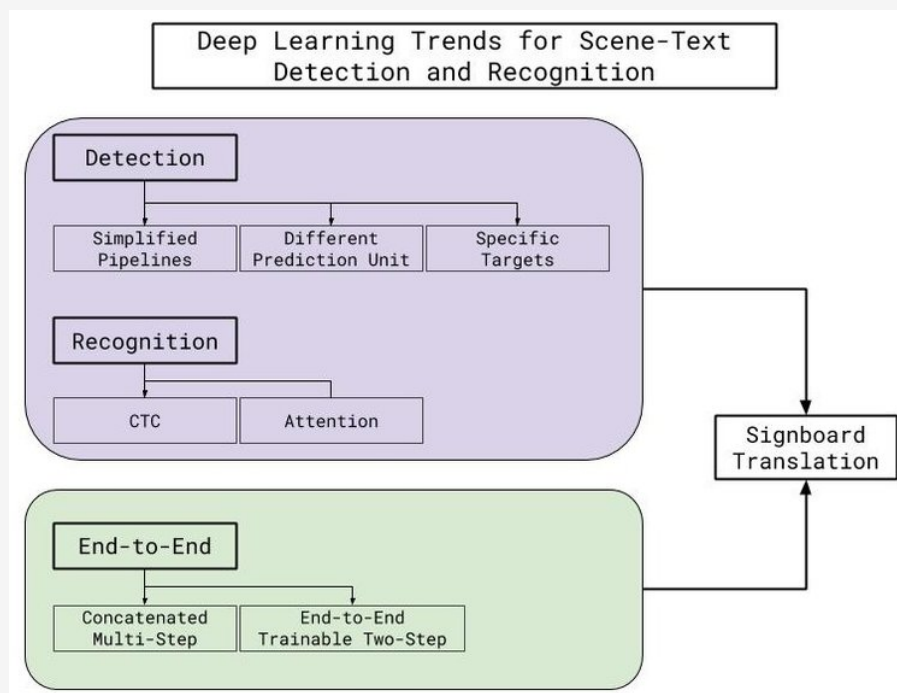 Deep Learning Trends for Scene-Text
Detection and Recognition
Detection
Simplified
Pipelines
Different
Prediction Unit
Specific
Targets
Recognition
CTC
Attention
Signboard
Translation
End-to-End
Concatenated
Multi-Step
End-to-End
Trainable Two-Step